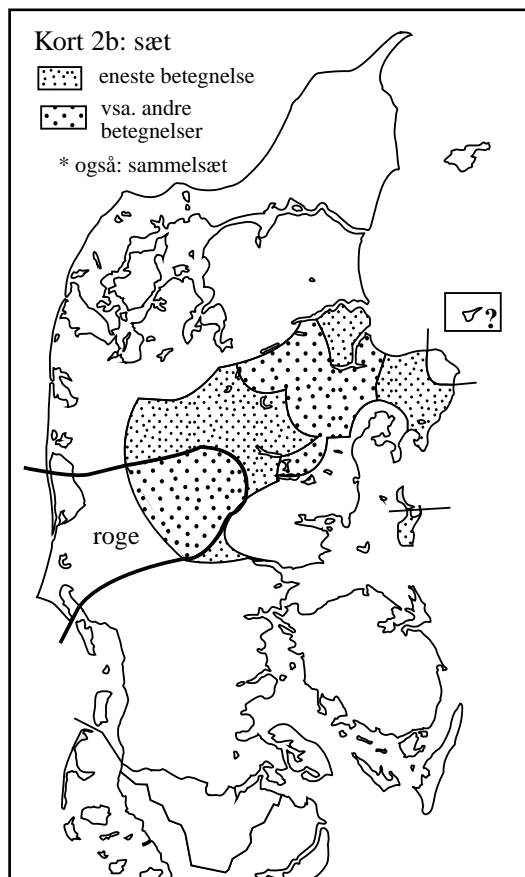 Kort 2b: sæt
eneste betegnelse
vsa. andre
betegnelser
* også: sammelsæt
?
roge